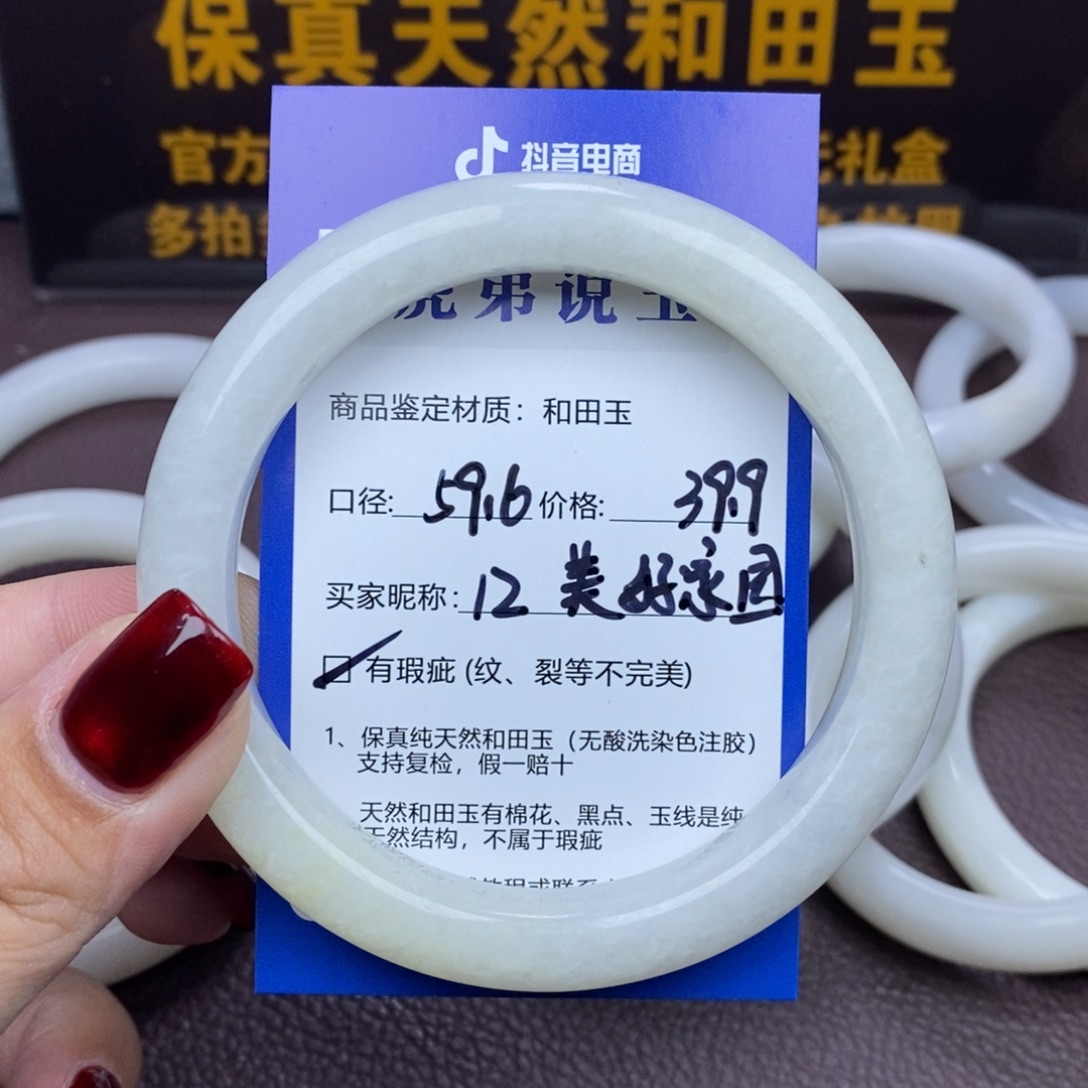 保真天然和田玉
官方 礼盒
多拍
抖音电商
弟说玉
商品鉴定材质：和田玉
口径: 59.6 价格: 39.9
买家昵称: 12 美好家园
有瑕疵 (纹、裂等不完美)
1、保真纯天然和田玉（无酸洗染色注胶）
支持复检，假一赔十
天然和田玉有棉花、黑点、玉线是纯
天然结构，不属于瑕疵